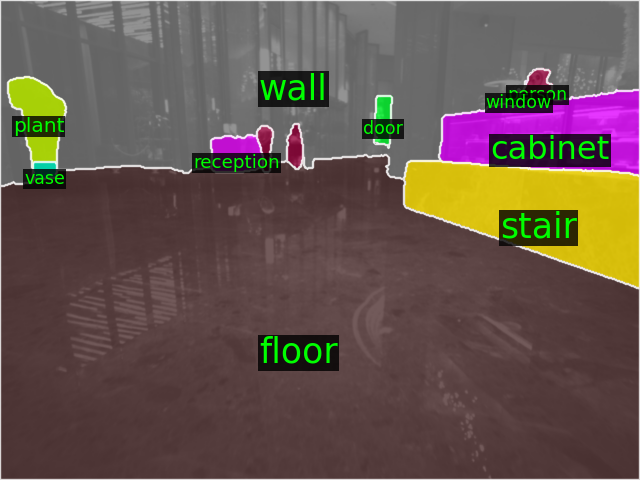 wall
person
window
plant
door
cabinet
reception
vase
stair
floor